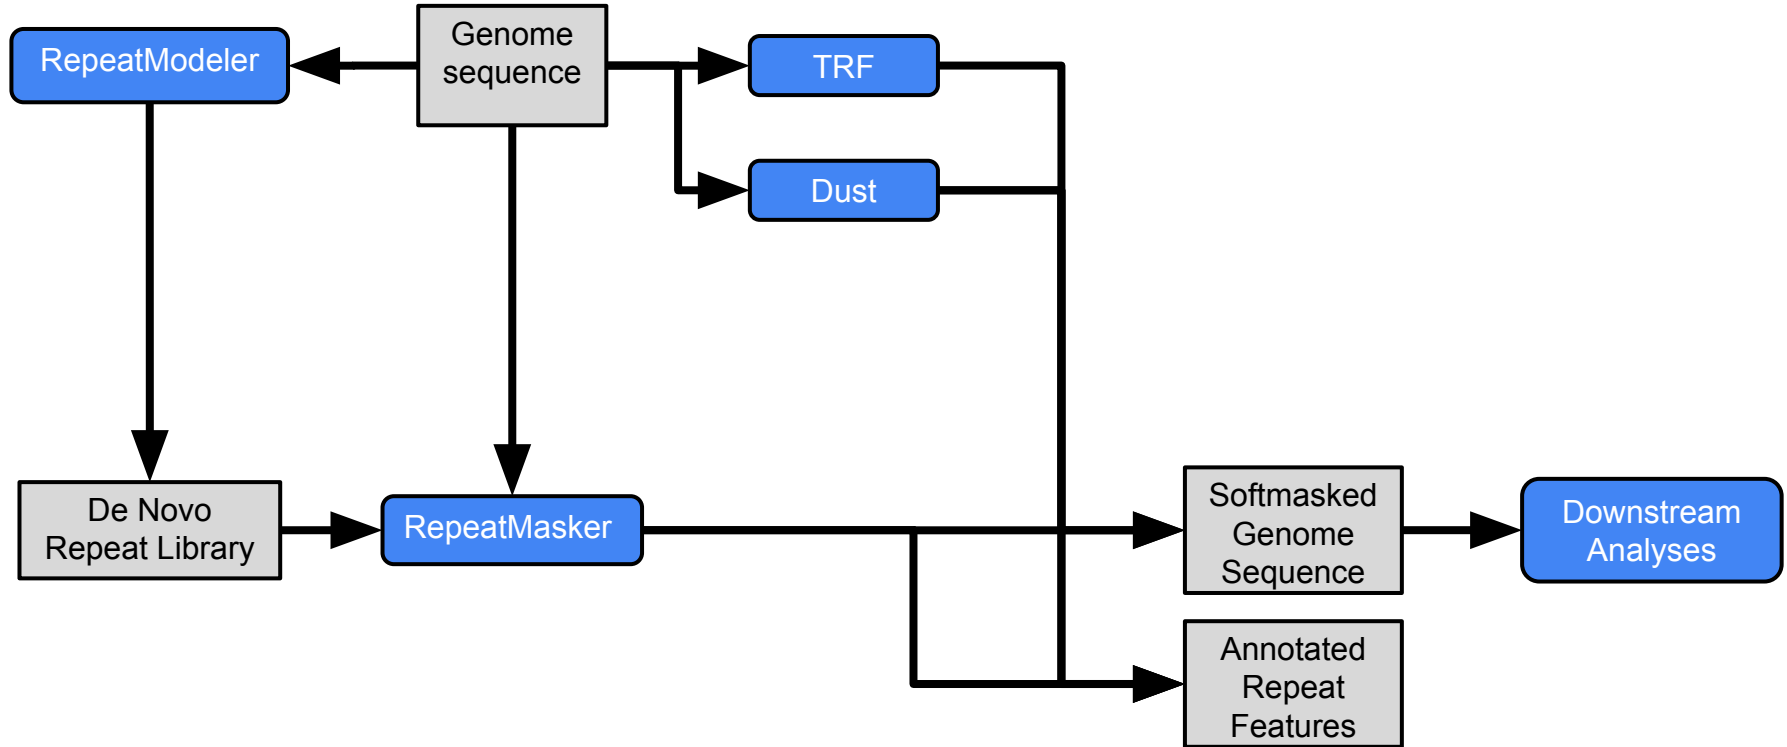 RepeatModeler
Genome
sequence
TRF
Dust
De Novo
Repeat Library
RepeatMasker
Softmasked
Genome
Sequence
Downstream
Analyses
Annotated
Repeat
Features